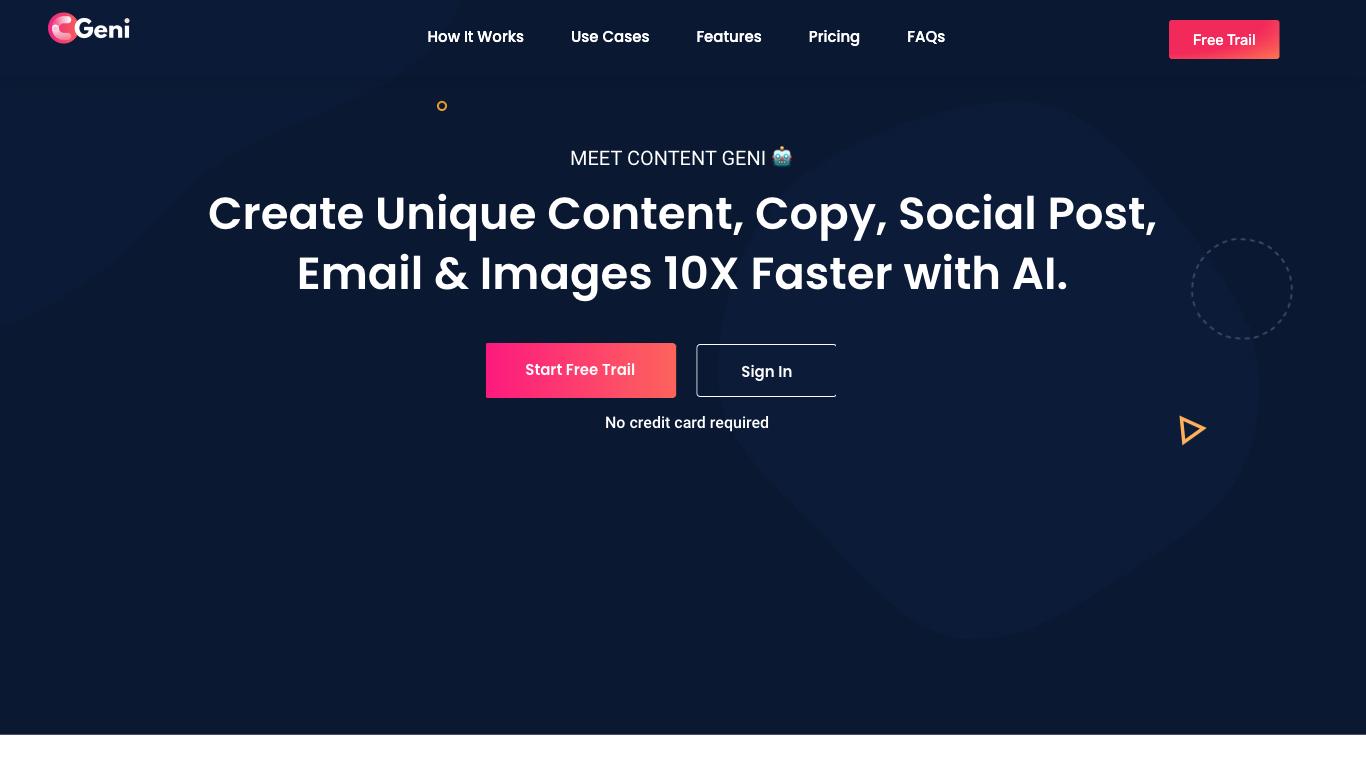 Geni
How It Works
Use Cases
Features
Pricing
FAQs
Free Trail
MEET CONTENT GENI 🤖
Create Unique Content, Copy, Social Post,
Email & Images 10X Faster with AI.
Start Free Trail
Sign In
No credit card required